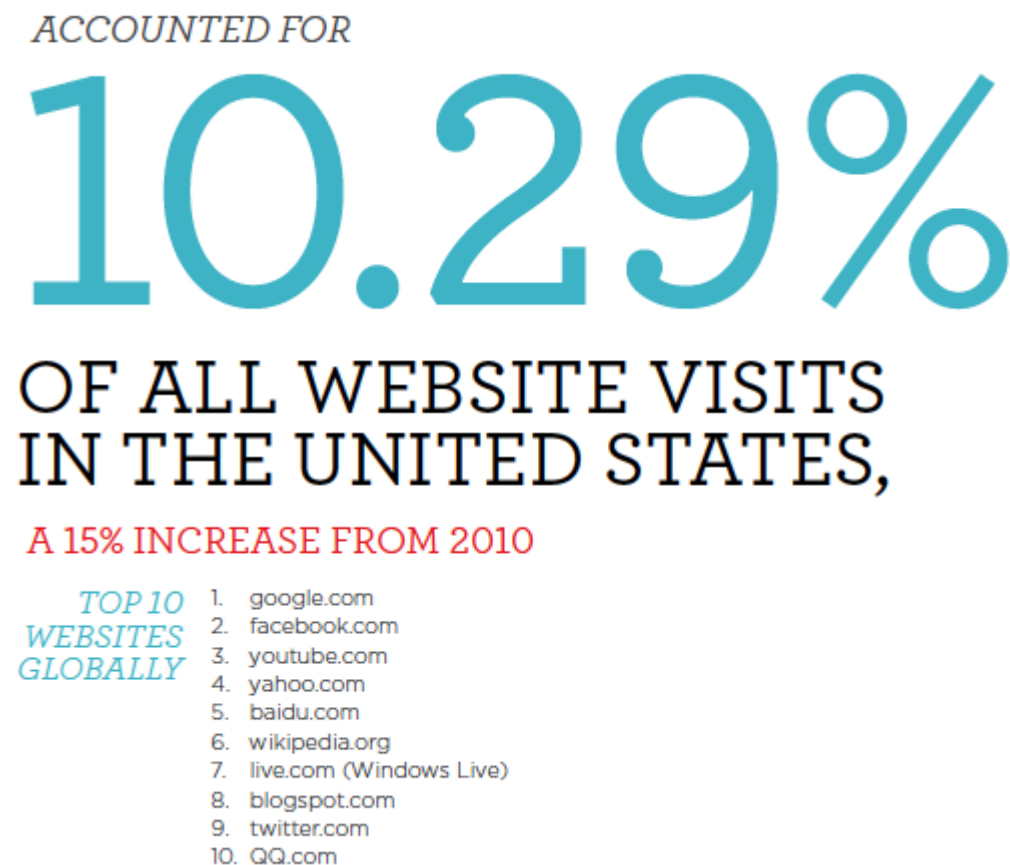 ACCOUNTED FOR
10.29%
OF ALL WEBSITE VISITS
IN THE UNITED STATES,
A 15% INCREASE FROM 2010
TOP 10
WEBSITES
GLOBALLY
1. google.com
2. facebook.com
3. youtube.com
4. yahoo.com
5. baidu.com
6. wikipedia.org
7. live.com (Windows Live)
8. blogspot.com
9. twitter.com
10. QQ.com